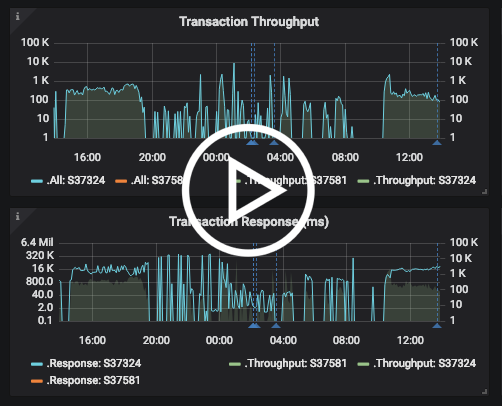 i
Transaction Throughput
100 K 100 K
10 K 10 K
1 K 1 K
100 100
10 10
1 1
16:00 20:00 00:00 04:00 08:00 12:00
.All: S37324 .All: S3758 .Throughput: S37581 .Throughput: S37324
i
Transaction Response (ms)
6.4 Mil 100 K
320 K 10 K
16 K 1 K
800.0 100
40.0 10
2.0 1
0.1
16:00 20:00 00:00 04:00 08:00 12:00
.Response: S37324 .Throughput: S37581 .Throughput: S37324
.Response: S37581